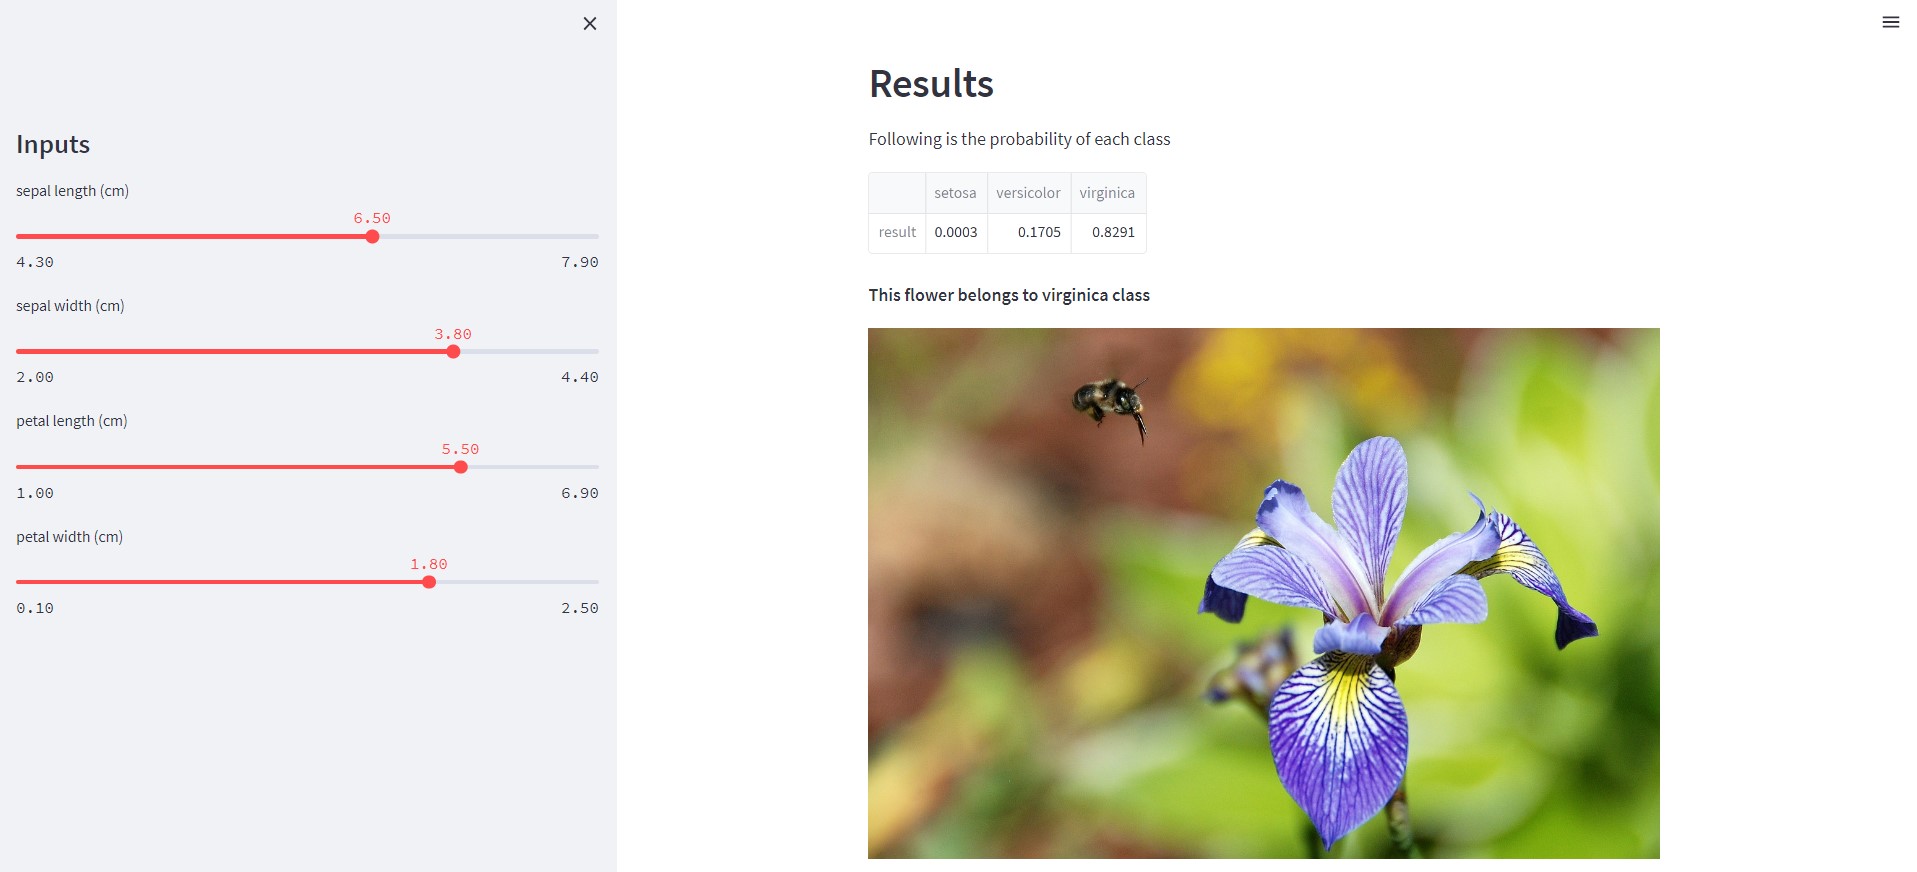 Inputs
sepal length (cm)
6.50
4.30 7.90
sepal width (cm)
3.80
2.00 4.40
petal length (cm)
5.50
1.00 6.90
petal width (cm)
1.80
0.10 2.50
Results
Following is the probability of each class
setosa versicolor virginica
result 0.0003 0.1705 0.8291
This flower belongs to virginica class